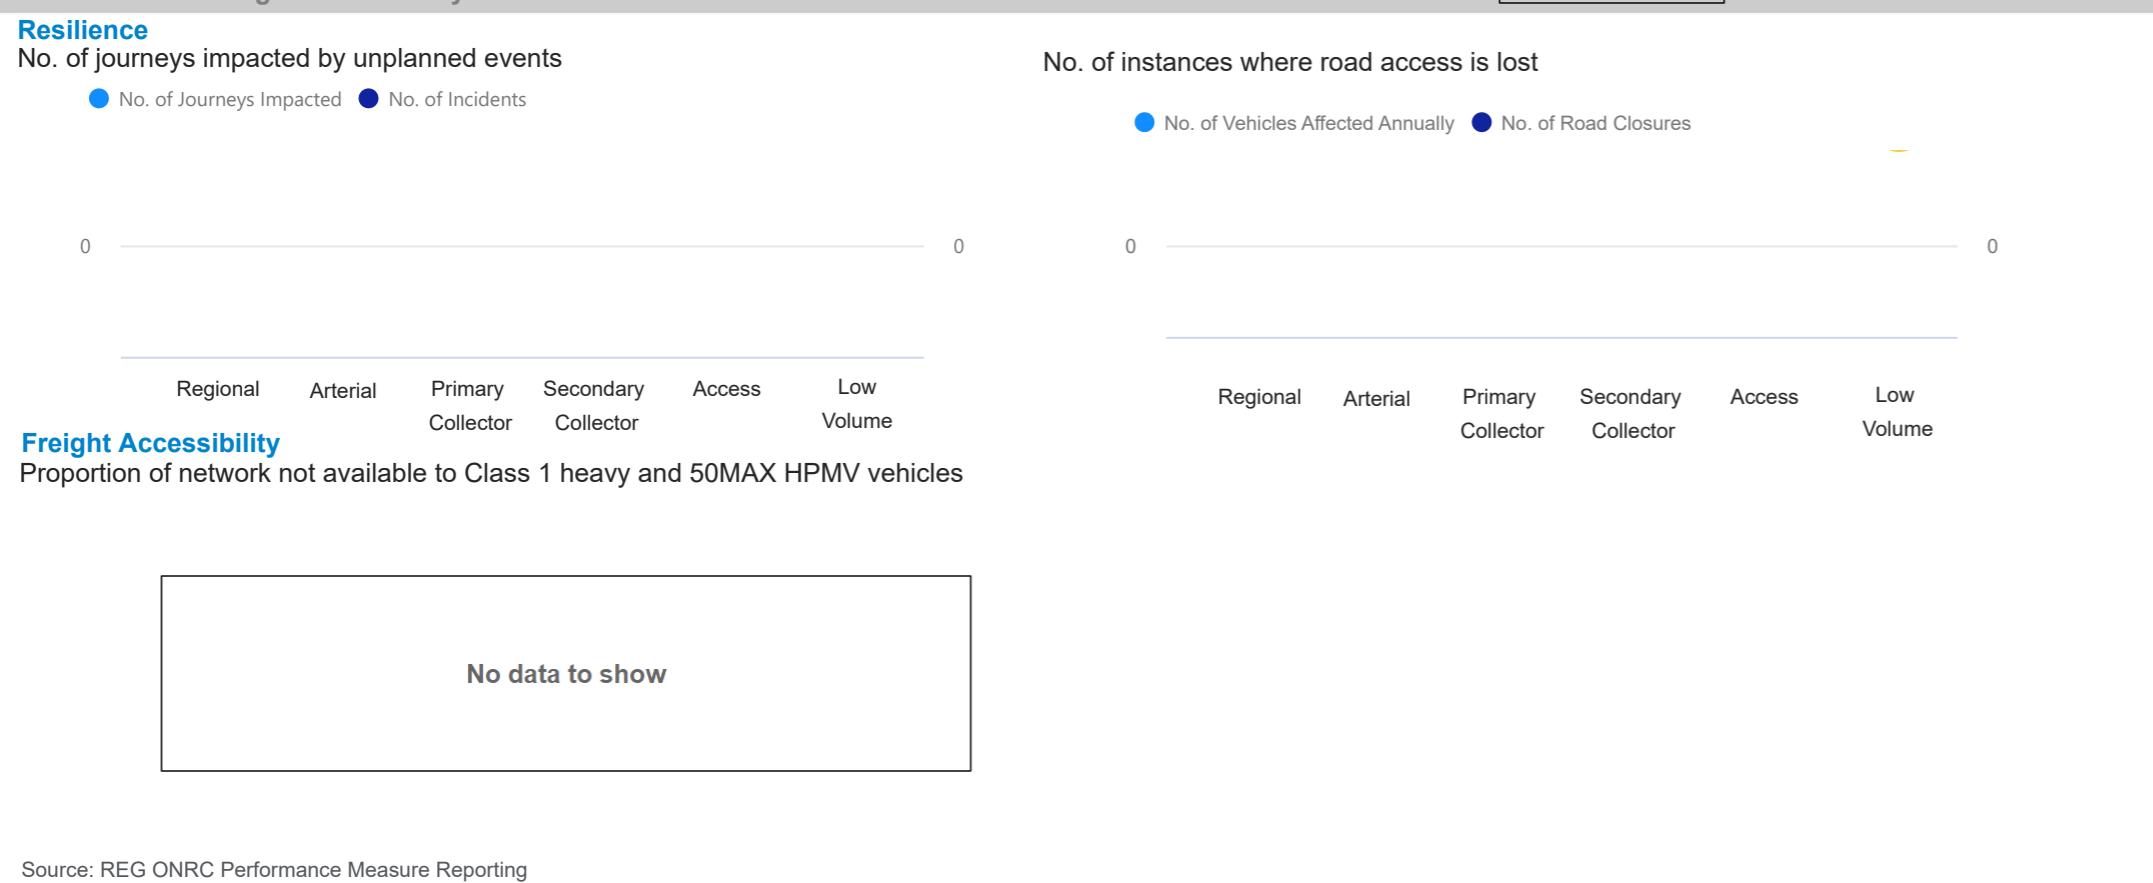 Resilience
No. of journeys impacted by unplanned events
No. of Journeys Impacted No. of Incidents
0 0
Regional Arterial Primary Secondary Access Low
Collector Collector Volume
No. of instances where road access is lost
No. of Vehicles Affected Annually No. of Road Closures
0 0
Regional Arterial Primary Secondary Access Low
Collector Collector Volume
Freight Accessibility
Proportion of network not available to Class 1 heavy and 50MAX HPMV vehicles
No data to show
Source: REG ONRC Performance Measure Reporting